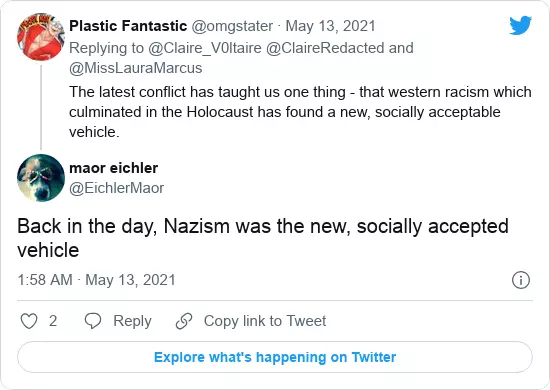 Plastic Fantastic @omgstater · May 13, 2021
Replying to @Claire_V0ltaire @ClaireRedacted and
@MissLauraMarcus
The latest conflict has taught us one thing - that western racism which
culminated in the Holocaust has found a new, socially acceptable
vehicle.
maor eichler
@EichlerMaor
Back in the day, Nazism was the new, socially accepted
vehicle
1:58 AM · May 13, 2021
2 Reply Copy link to Tweet
Explore what's happening on Twitter